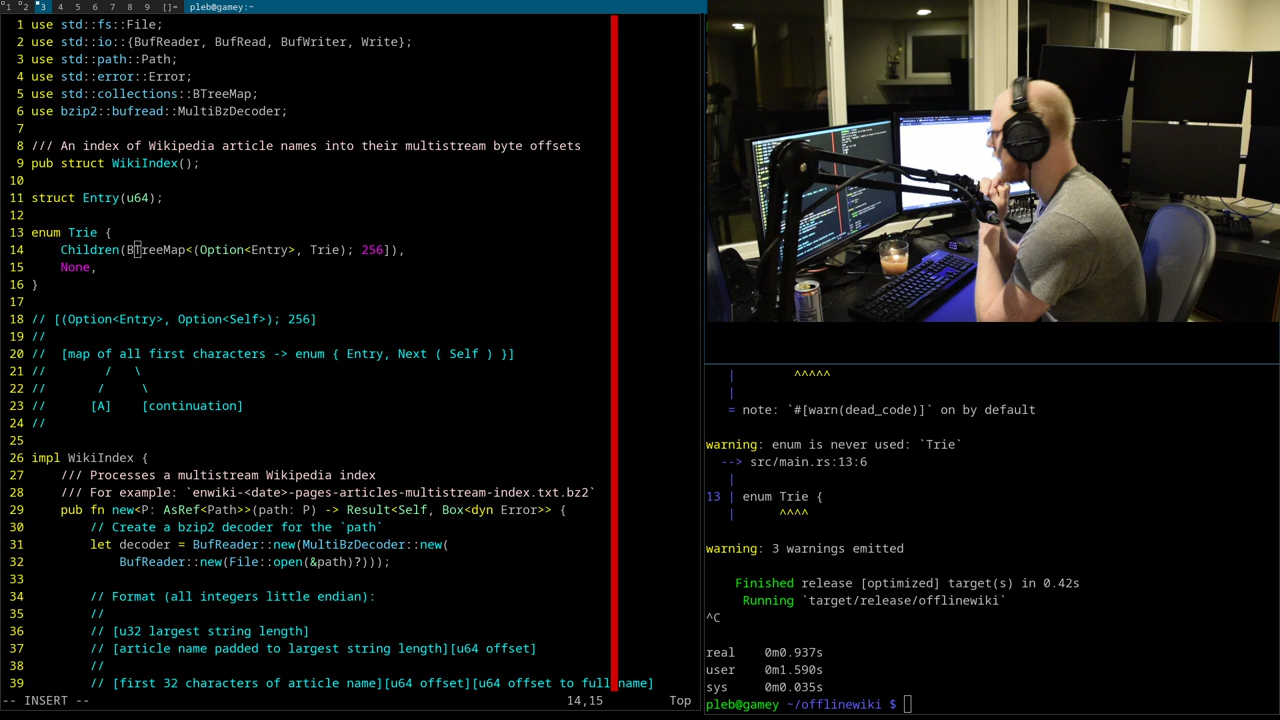 1 2 3 4 5 6 7 8 9 []= pleb@gamey:~
1 use std::fs::File;
2 use std::io::{BufReader, BufRead, BufWriter, Write};
3 use std::path::Path;
4 use std::error::Error;
5 use std::collections::BTreeMap;
6 use bzip2::bufread::MultiBzDecoder;
7
8 /// An index of Wikipedia article names into their multistream byte offsets
9 pub struct WikiIndex();
10
11 struct Entry(u64);
12
13 enum Trie {
14     Children(BTreeMap<(Option<Entry>, Trie); 256]),
15     None,
16 }
17
18 // [(Option<Entry>, Option<Self>); 256]
19 //
20 //  [map of all first characters -> enum { Entry, Next ( Self ) }]
21 //        /   \
22 //       /     \
23 //      [A]    [continuation]
24 //
25
26 impl WikiIndex {
27     /// Processes a multistream Wikipedia index
28     /// For example: `enwiki-<date>-pages-articles-multistream-index.txt.bz2`
29     pub fn new<P: AsRef<Path>>(path: P) -> Result<Self, Box<dyn Error>> {
30         // Create a bzip2 decoder for the `path`
31         let decoder = BufReader::new(MultiBzDecoder::new(
32             BufReader::new(File::open(&path)?)));
33
34         // Format (all integers little endian):
35         //
36         // [u32 largest string length]
37         // [article name padded to largest string length][u64 offset]
38         //
39         // [first 32 characters of article name][u64 offset][u64 offset to full name]
-- INSERT -- 14,15 Top
|        ^^^^^
|
= note: `#[warn(dead_code)]` on by default
warning: enum is never used: `Trie`
--> src/main.rs:13:6
|
13 | enum Trie {
|      ^^^^
warning: 3 warnings emitted
Finished release [optimized] target(s) in 0.42s
Running `target/release/offlinewiki`
^C
real    0m0.937s
user    0m1.590s
sys     0m0.035s
pleb@gamey ~/offlinewiki $